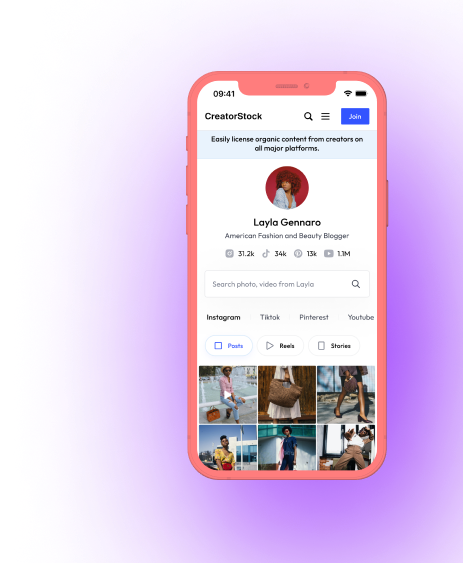 09:41
CreatorStock
Join
Easily license organic content from creators on
all major platforms.
Layla Gennaro
American Fashion and Beauty Blogger
31.2k 34k 13k 1.1M
Search photo, video from Layla
Instagram Tiktok Pinterest Youtube
Posts Reels Stories